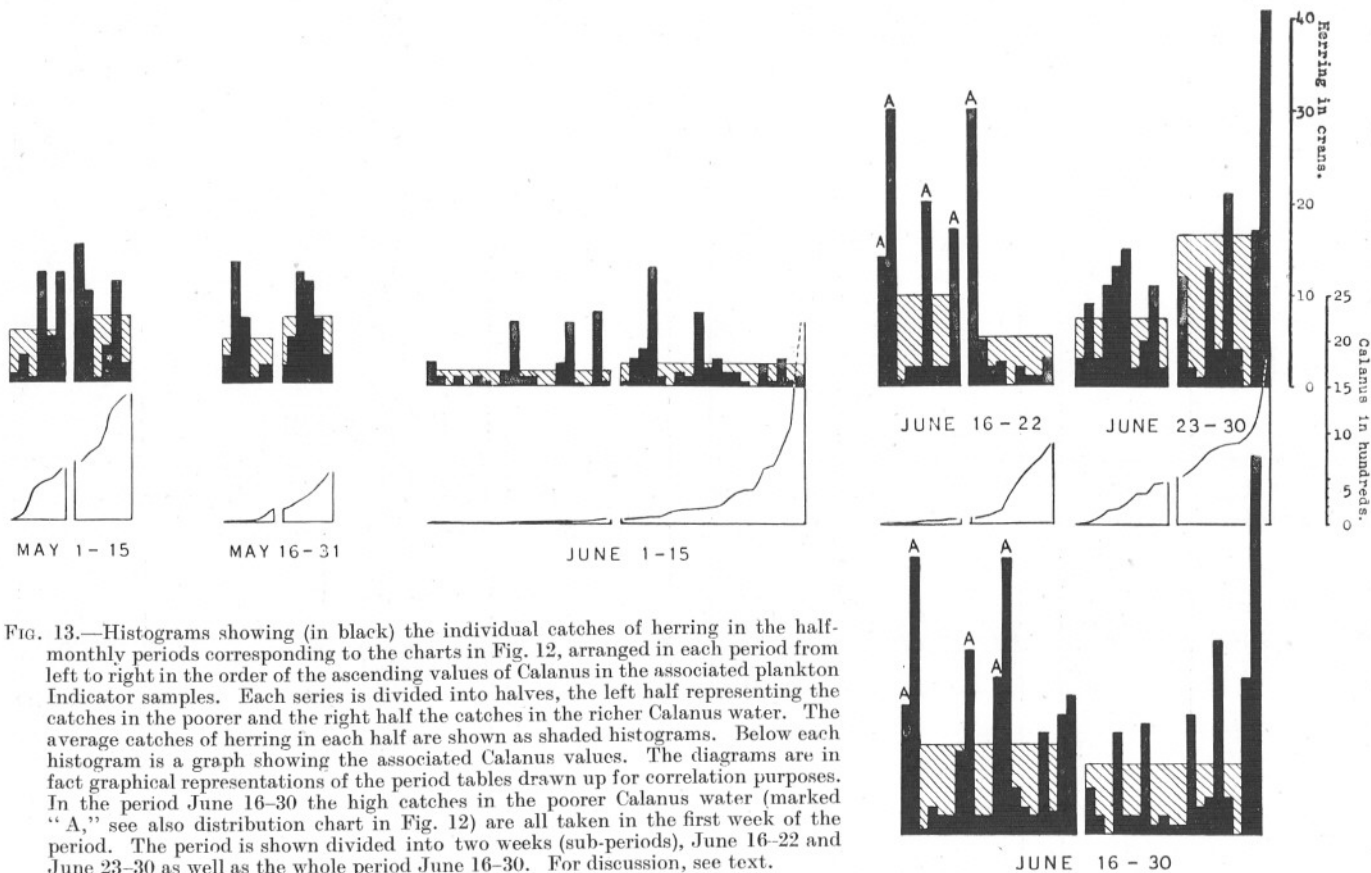 40
Herring in crans.
30
20
10
0
A
A
A
A
A
25
20
15
10
5
0
Calanus in hundreds.
JUNE 16-22
JUNE 23-30
MAY 1-15
MAY 16-31
JUNE 1-15
A
A
A
A
A
JUNE 16-30
FIG. 13.—Histograms showing (in black) the individual catches of herring in the half-
monthly periods corresponding to the charts in Fig. 12, arranged in each period from
left to right in the order of the ascending values of Calanus in the associated plankton
Indicator samples. Each series is divided into halves, the left half representing the
catches in the poorer and the right half the catches in the richer Calanus water. The
average catches of herring in each half are shown as shaded histograms. Below each
histogram is a graph showing the associated Calanus values. The diagrams are in
fact graphical representations of the period tables drawn up for correlation purposes.
In the period June 16–30 the high catches in the poorer Calanus water (marked
“A,” see also distribution chart in Fig. 12) are all taken in the first week of the
period. The period is shown divided into two weeks (sub-periods), June 16–22 and
June 23–30 as well as the whole period June 16–30. For discussion, see text.